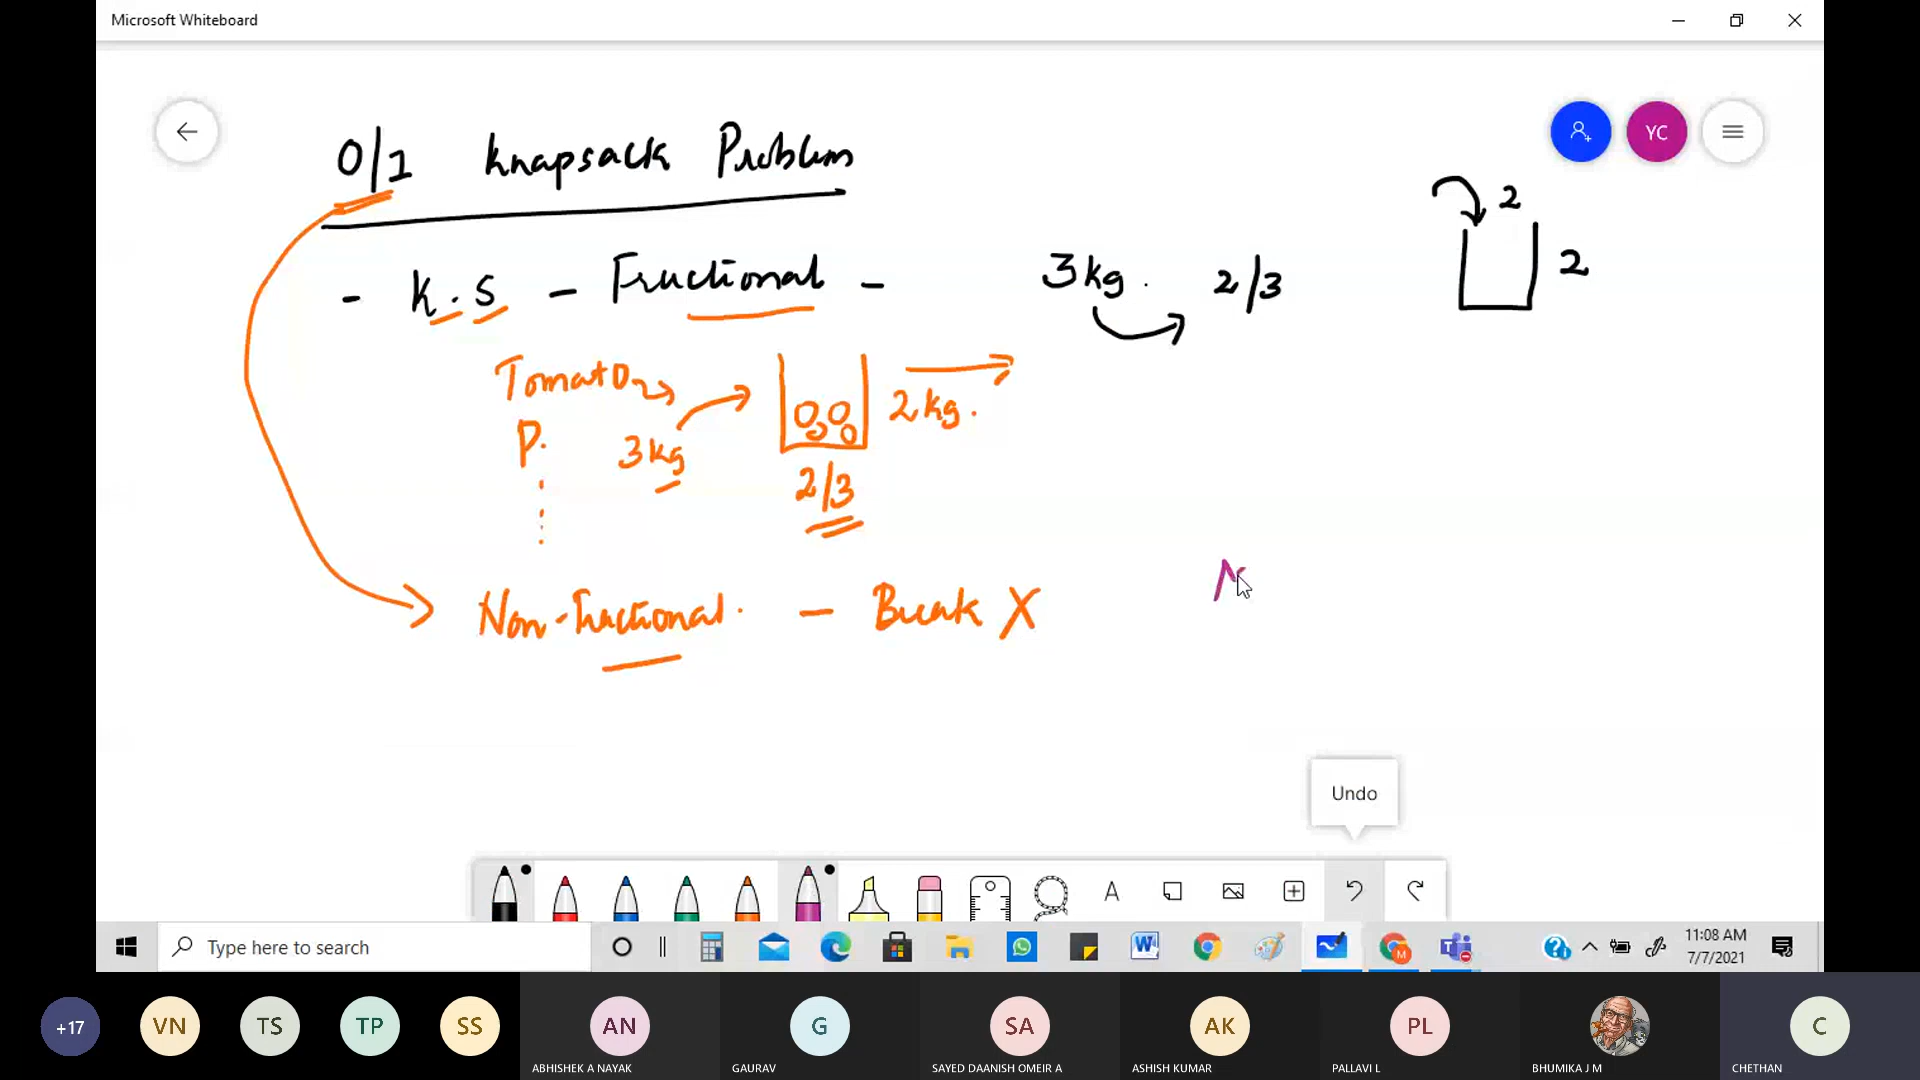 Microsoft Whiteboard
YC
0/1 Knapsack Problem
2
- K.S - Fractional - 3kg. 2/3
2
Tomato
2kg.
P.
3kg
2/3
Non-Fractional. - Break X
N
Undo
A
Type here to search
11:08 AM
7/7/2021
+17
VN
TS
TP
SS
AN
G
SA
AK
PL
C
ABHISHEK A NAYAK
GAURAV
SAYED DAANISH OMEIR A
ASHISH KUMAR
PALLAVI L
BHUMIKA J M
CHETHAN